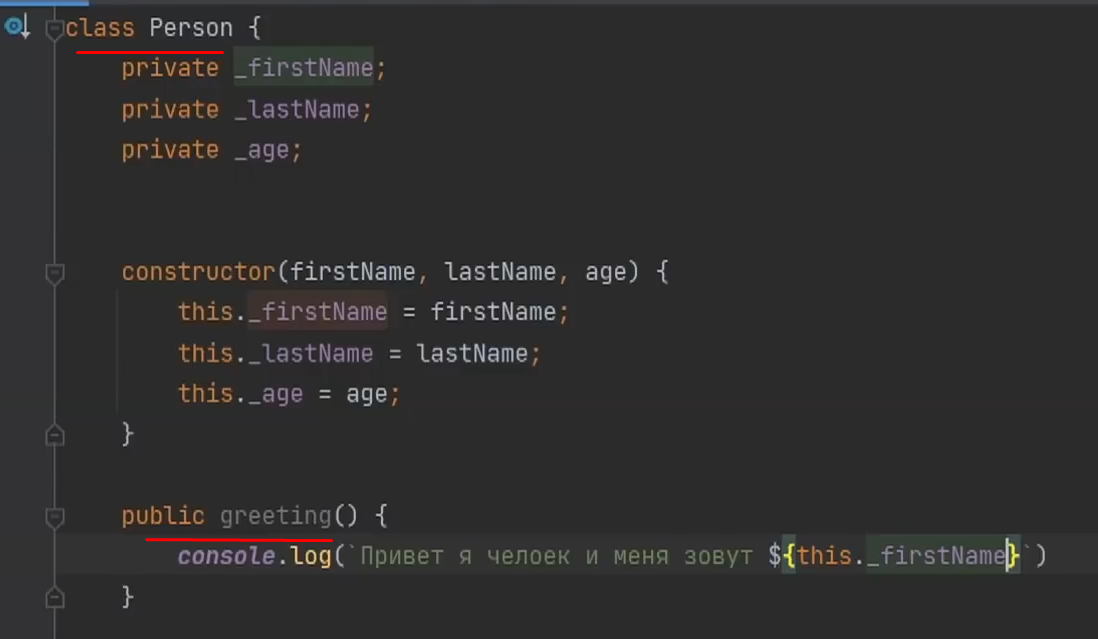 class Person {
private _firstName;
private _lastName;
private _age;
constructor(firstName, lastName, age) {
this._firstName = firstName;
this._lastName = lastName;
this._age = age;
}
public greeting() {
console.log(`Привет я челоек и меня зовут ${this._firstName}`)
}